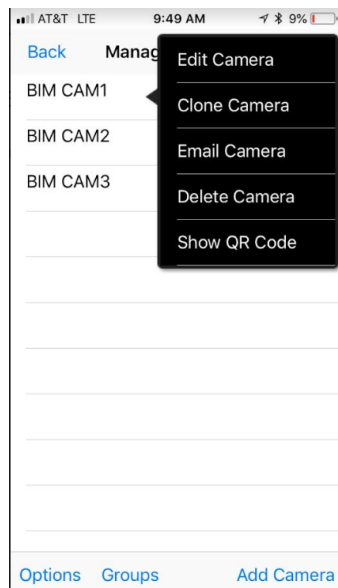 AT&T LTE 9:49 AM 9%
Back Manag
Edit Camera
BIM CAM1
Clone Camera
BIM CAM2
Email Camera
BIM CAM3
Delete Camera
Show QR Code
Options Groups Add Camera